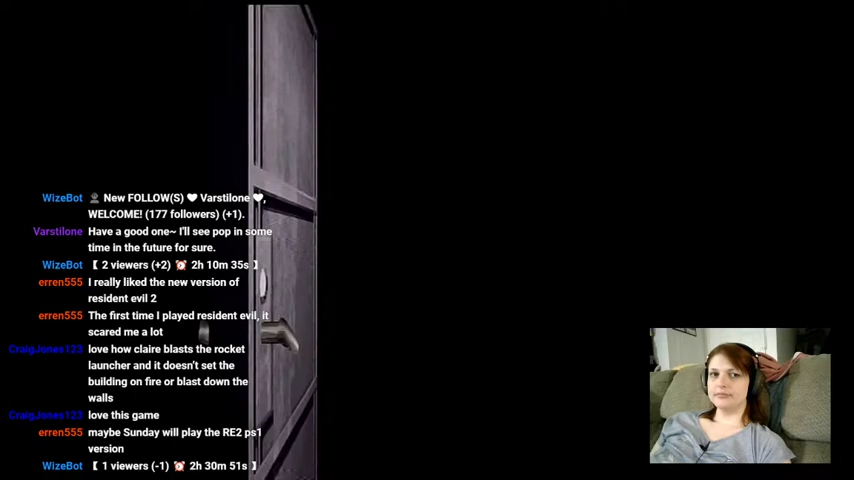 WizeBot New FOLLOW(S) Varstilone,
WELCOME! (177 followers) (+1).
Varstilone Have a good one~ I'll see pop in some
time in the future for sure.
WizeBot 【 2 viewers (+2) ⏰ 2h 10m 35s 】
erren555 I really liked the new version of
resident evil 2
erren555 The first time I played resident evil, it
scared me a lot
CraigJones123 love how claire blasts the rocket
launcher and it doesn't set the
building on fire or blast down the
walls
CraigJones123 love this game
erren555 maybe Sunday will play the RE2 ps1
version
WizeBot 【 1 viewers (-1) ⏰ 2h 30m 51s 】